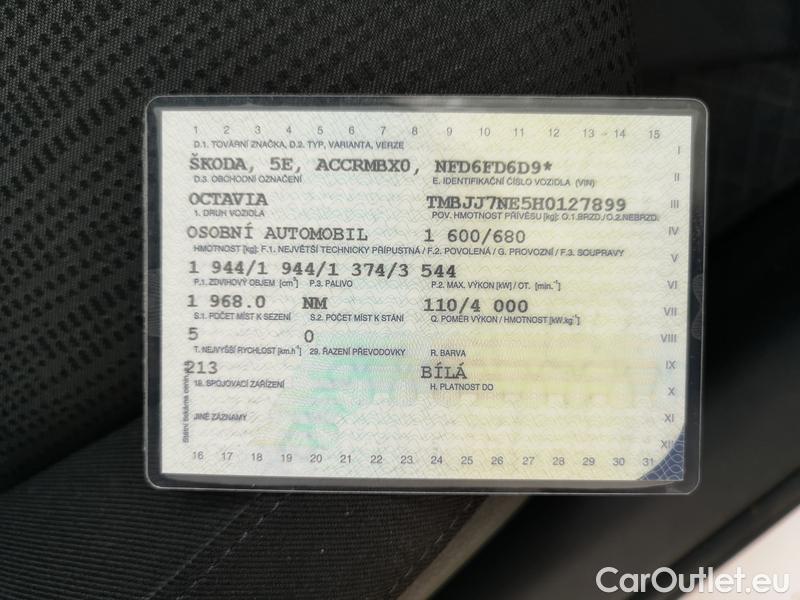 1 2 3 4 5 6 7 8 9 10 11 12 13 14 15
D.1. TOVÁRNÍ ZNAČKA, D.2. TYP, VARIANTA, VERZE
I
ŠKODA, 5E, ACCRMBX0, NFD6FD6D9*
D.3. OBCHODNÍ OZNAČENÍ E. IDENTIFIKAČNÍ ČÍSLO VOZIDLA (VIN)
II
OCTAVIA TMBJJ7NE5H0127899
III
1. DRUH VOZIDLA POV. HMOTNOST PŘÍVĚSU [kg]: O.1 BRZD./O.2 NEBRZD.
OSOBNÍ AUTOMOBIL 1 600/680
IV
HMOTNOST [kg]: F.1. NEJVĚTŠÍ TECHNICKY PŘÍPUSTNÁ / F.2. POVOLENÁ / G. PROVOZNÍ / F.3. SOUPRAVY
V
1 944/1 944/1 374/3 544
P.1. ZDVIHOVÝ OBJEM [cm³] P.3. PALIVO P.2. MAX. VÝKON [kW] / OT. [min.⁻¹]
VI
1 968.0 NM 110/4 000
S.1. POČET MÍST K SEZENÍ S.2. POČET MÍST K STÁNÍ Q. POMĚR VÝKON / HMOTNOST [kW.kg⁻¹]
VII
5 0
VIII
T. NEJVYŠŠÍ RYCHLOST [km.h⁻¹] 29. ŘAZENÍ PŘEVODOVKY R. BARVA
213 BÍLÁ
IX
18. SPOJOVACÍ ZAŘÍZENÍ H. PLATNOST DO
X
JINÉ ZÁZNAMY
XI
XII
16 17 18 19 20 21 22 23 24 25 26 27 28 29 30 31
Státní tiskárna cenin
CarOutlet.eu